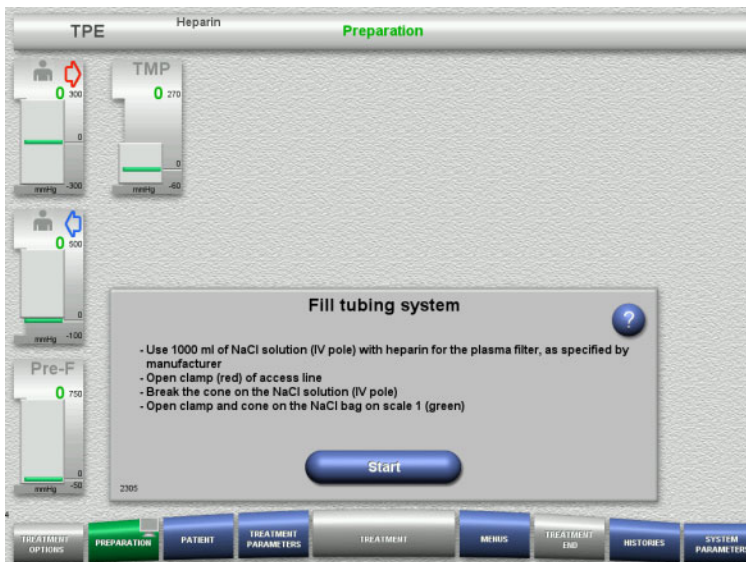 TPE
Heparin
Preparation
0
300
0
mmHg
-300
TMP
0
270
0
mmHg
-60
0
500
0
mmHg
-100
Pre-F
0
750
0
mmHg
-50
Fill tubing system
?
- Use 1000 ml of NaCl solution (IV pole) with heparin for the plasma filter, as specified by
manufacturer
- Open clamp (red) of access line
- Break the cone on the NaCl solution (IV pole)
- Open clamp and cone on the NaCl bag on scale 1 (green)
Start
2305
4
TREATMENT
OPTIONS
PREPARATION
PATIENT
TREATMENT
PARAMETERS
TREATMENT
MENUS
TREATMENT
END
HISTORIES
SYSTEM
PARAMETERS